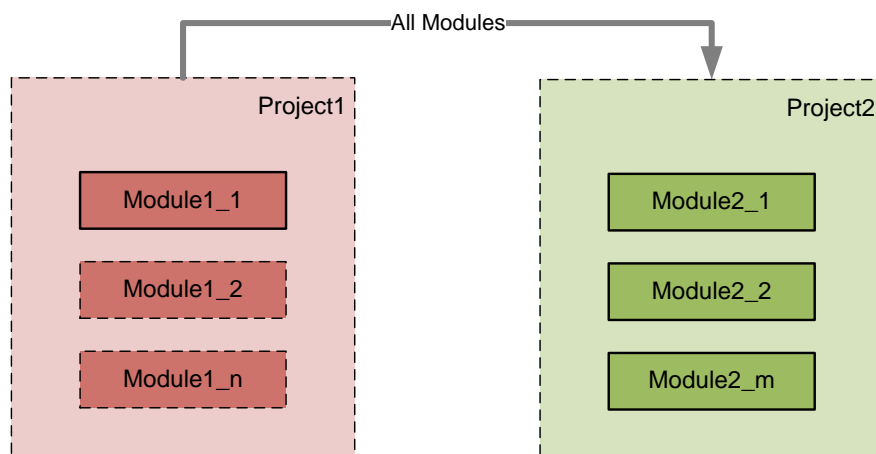 All Modules
Project1
Project2
Module1_1
Module2_1
Module1_2
Module2_2
Module1_n
Module2_m